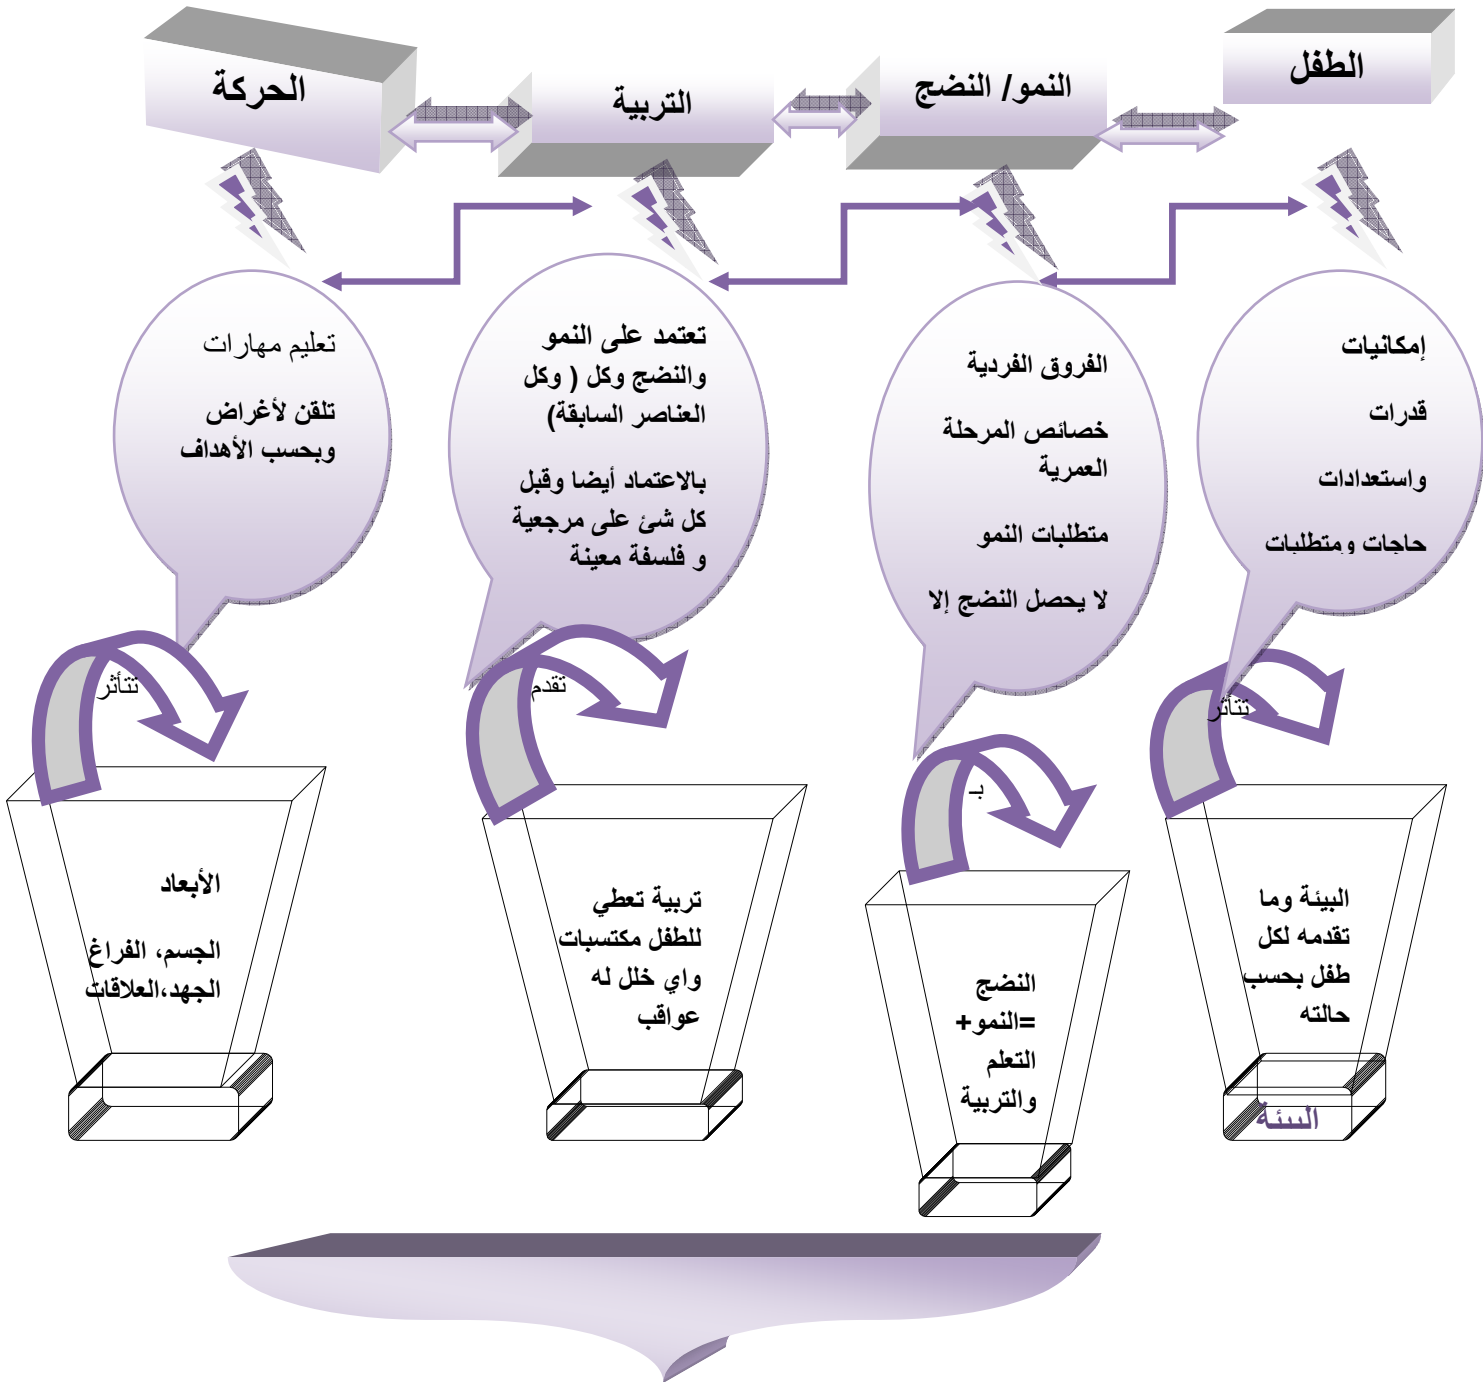 الطفل
النمو/ النضج
التربية
الحركة
إمكانيات
قدرات
واستعدادات
حاجات ومتطلبات
الفروق الفردية
خصائص المرحلة
العمرية
متطلبات النمو
لا يحصل النضج إلا
تعتمد على النمو
والنضج وكل ( وكل
العناصر السابقة)
بالاعتماد أيضا وقبل
كل شئ على مرجعية
و فلسفة معينة
تعليم مهارات
تلقن لأغراض
وبحسب الأهداف
تتأثر
بـ
تقدم
تتأثر
البيئة وما
تقدمه لكل
طفل بحسب
حالته
البيئة
النضج
=النمو+
التعلم
والتربية
تربية تعطي
للطفل مكتسبات
واي خلل له
عواقب
الأبعاد
الجسم، الفراغ
الجهد،العلاقات